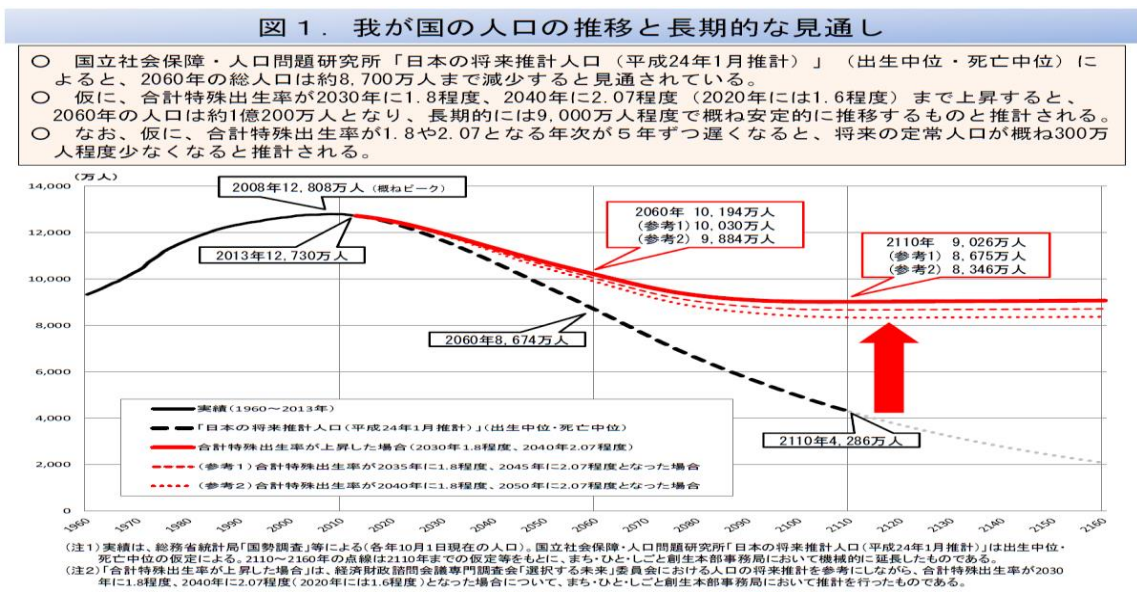 図１．我が国の人口の推移と長期的な見通し
○ 国立社会保障・人口問題研究所「日本の将来推計人口（平成24年1月推計）」（出生中位・死亡中位）に
よると、2060年の総人口は約8,700万人まで減少すると見通されている。
○ 仮に、合計特殊出生率が2030年に1.8程度、2040年に2.07程度（2020年には1.6程度）まで上昇すると、
2060年の人口は約1億200万人となり、長期的には9,000万人程度で概ね安定的に推移するものと推計される。
○ なお、仮に、合計特殊出生率が1.8や2.07となる年次が５年ずつ遅くなると、将来の定常人口が概ね300万
人程度少なくなると推計される。
(万人)
14,000
12,000
10,000
8,000
6,000
4,000
2,000
0
2008年12,808万人（概ねピーク）
2013年12,730万人
2060年 10,194万人
(参考1) 10,030万人
(参考2) 9,884万人
2110年 9,026万人
(参考1) 8,675万人
(参考2) 8,346万人
2060年8,674万人
2110年4,286万人
実績(1960～2013年)
「日本の将来推計人口(平成24年1月推計)」(出生中位・死亡中位)
合計特殊出生率が上昇した場合(2030年1.8程度、2040年2.07程度)
(参考１)合計特殊出生率が2035年に1.8程度、2045年に2.07程度となった場合
(参考２)合計特殊出生率が2040年に1.8程度、2050年に2.07程度となった場合
1960 1970 1980 1990 2000 2010 2020 2030 2040 2050 2060 2070 2080 2090 2100 2110 2120 2130 2140 2150 2160
(注１)実績は、総務省統計局「国勢調査」等による(各年10月1日現在の人口)。国立社会保障・人口問題研究所「日本の将来推計人口(平成24年1月推計)」は出生中位・
死亡中位の仮定による。2110～2160年の点線は2110年までの仮定等をもとに、まち・ひと・しごと創生本部事務局において機械的に延長したものである。
(注２)「合計特殊出生率が上昇した場合」は、経済財政諮問会議専門調査会「選択する未来」委員会における人口の将来推計を参考にしながら、合計特殊出生率が2030
年に1.8程度、2040年に2.07程度(2020年には1.6程度)となった場合について、まち・ひと・しごと創生本部事務局において推計を行ったものである。